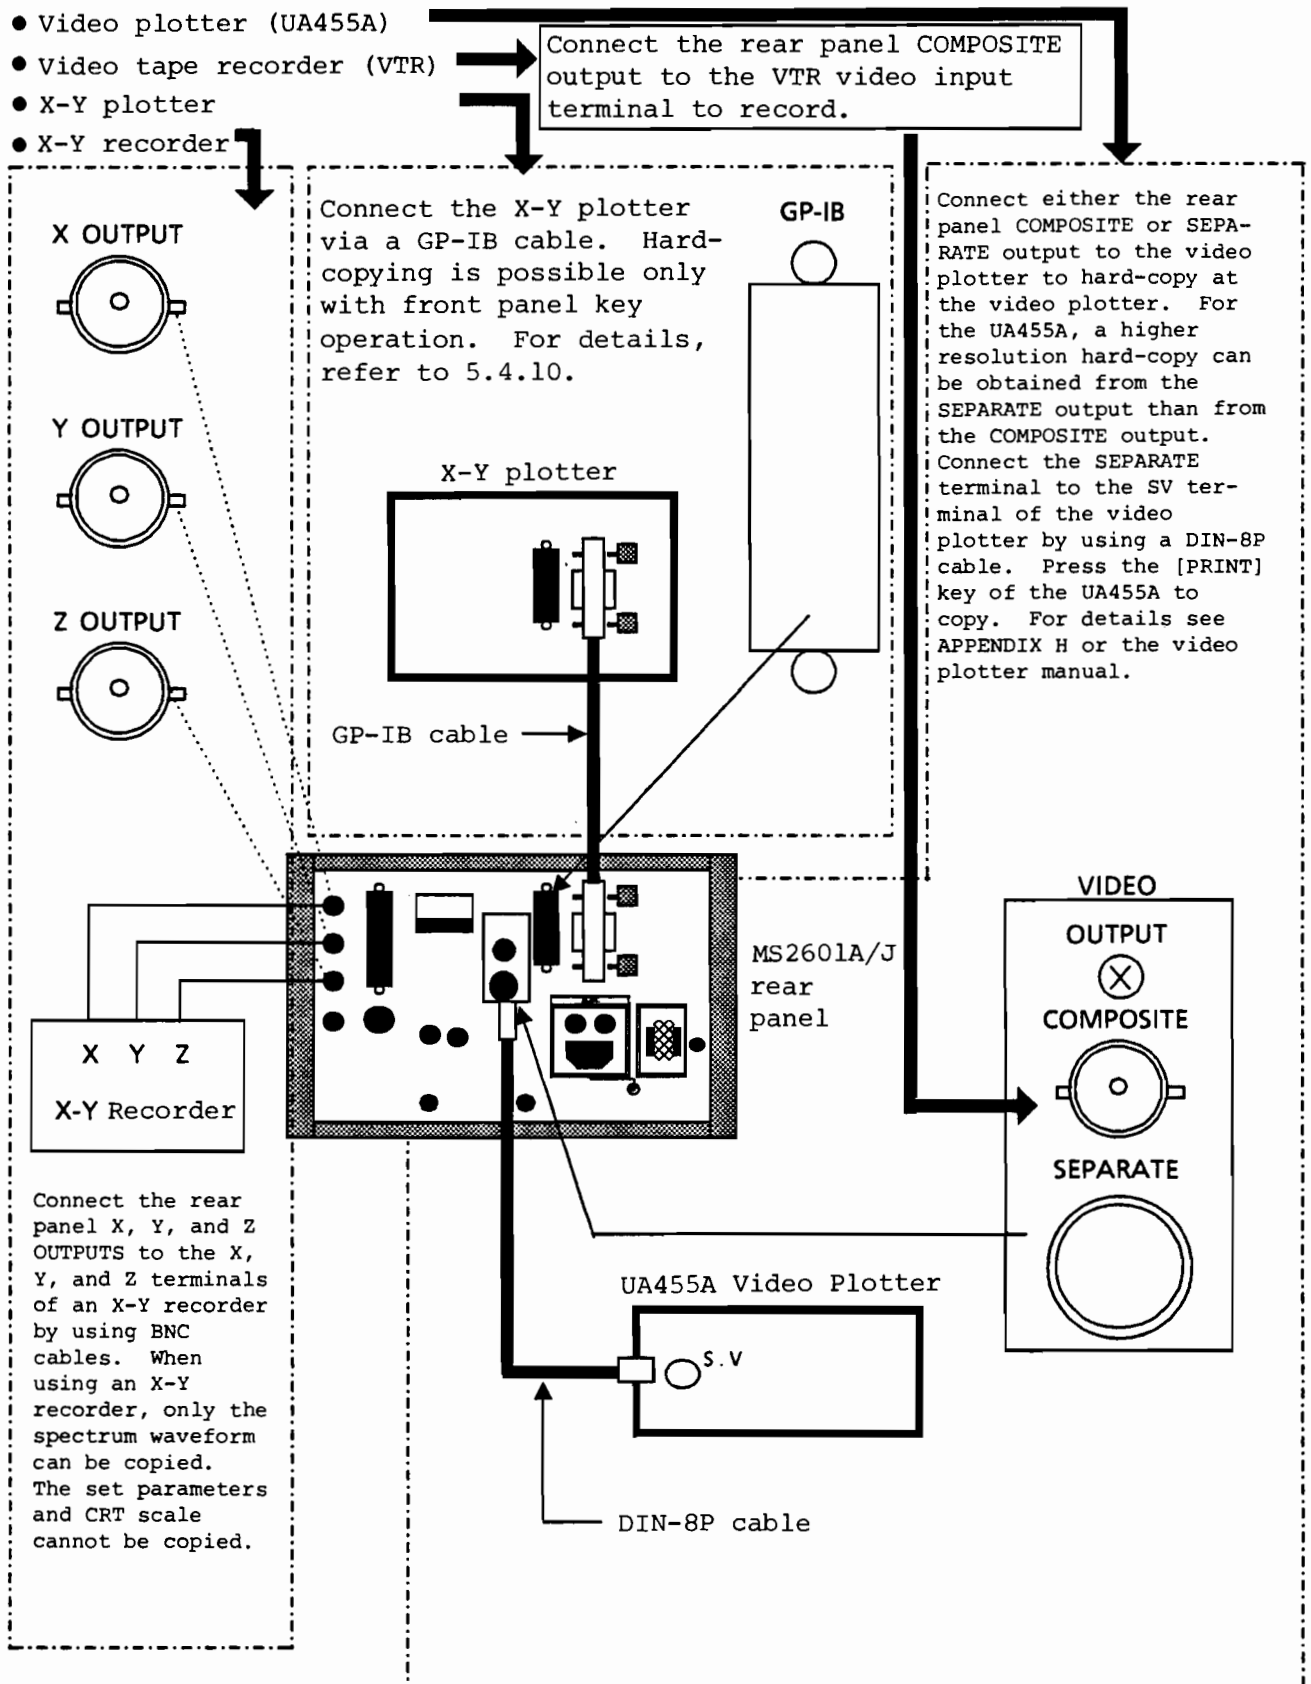 ● Video plotter (UA455A)
● Video tape recorder (VTR)
● X-Y plotter
● X-Y recorder
Connect the rear panel COMPOSITE
output to the VTR video input
terminal to record.
X OUTPUT
Y OUTPUT
Z OUTPUT
Connect the X-Y plotter
via a GP-IB cable. Hard-
copying is possible only
with front panel key
operation. For details,
refer to 5.4.10.
GP-IB
X-Y plotter
GP-IB cable
Connect either the rear
panel COMPOSITE or SEPA-
RATE output to the video
plotter to hard-copy at
the video plotter. For
the UA455A, a higher
resolution hard-copy can
be obtained from the
SEPARATE output than from
the COMPOSITE output.
Connect the SEPARATE
terminal to the SV ter-
minal of the video
plotter by using a DIN-8P
cable. Press the [PRINT]
key of the UA455A to
copy. For details see
APPENDIX H or the video
plotter manual.
MS2601A/J
rear
panel
VIDEO
OUTPUT
COMPOSITE
SEPARATE
X Y Z
X-Y Recorder
Connect the rear
panel X, Y, and Z
OUTPUTS to the X,
Y, and Z terminals
of an X-Y recorder
by using BNC
cables. When
using an X-Y
recorder, only the
spectrum waveform
can be copied.
The set parameters
and CRT scale
cannot be copied.
UA455A Video Plotter
S.V
DIN-8P cable